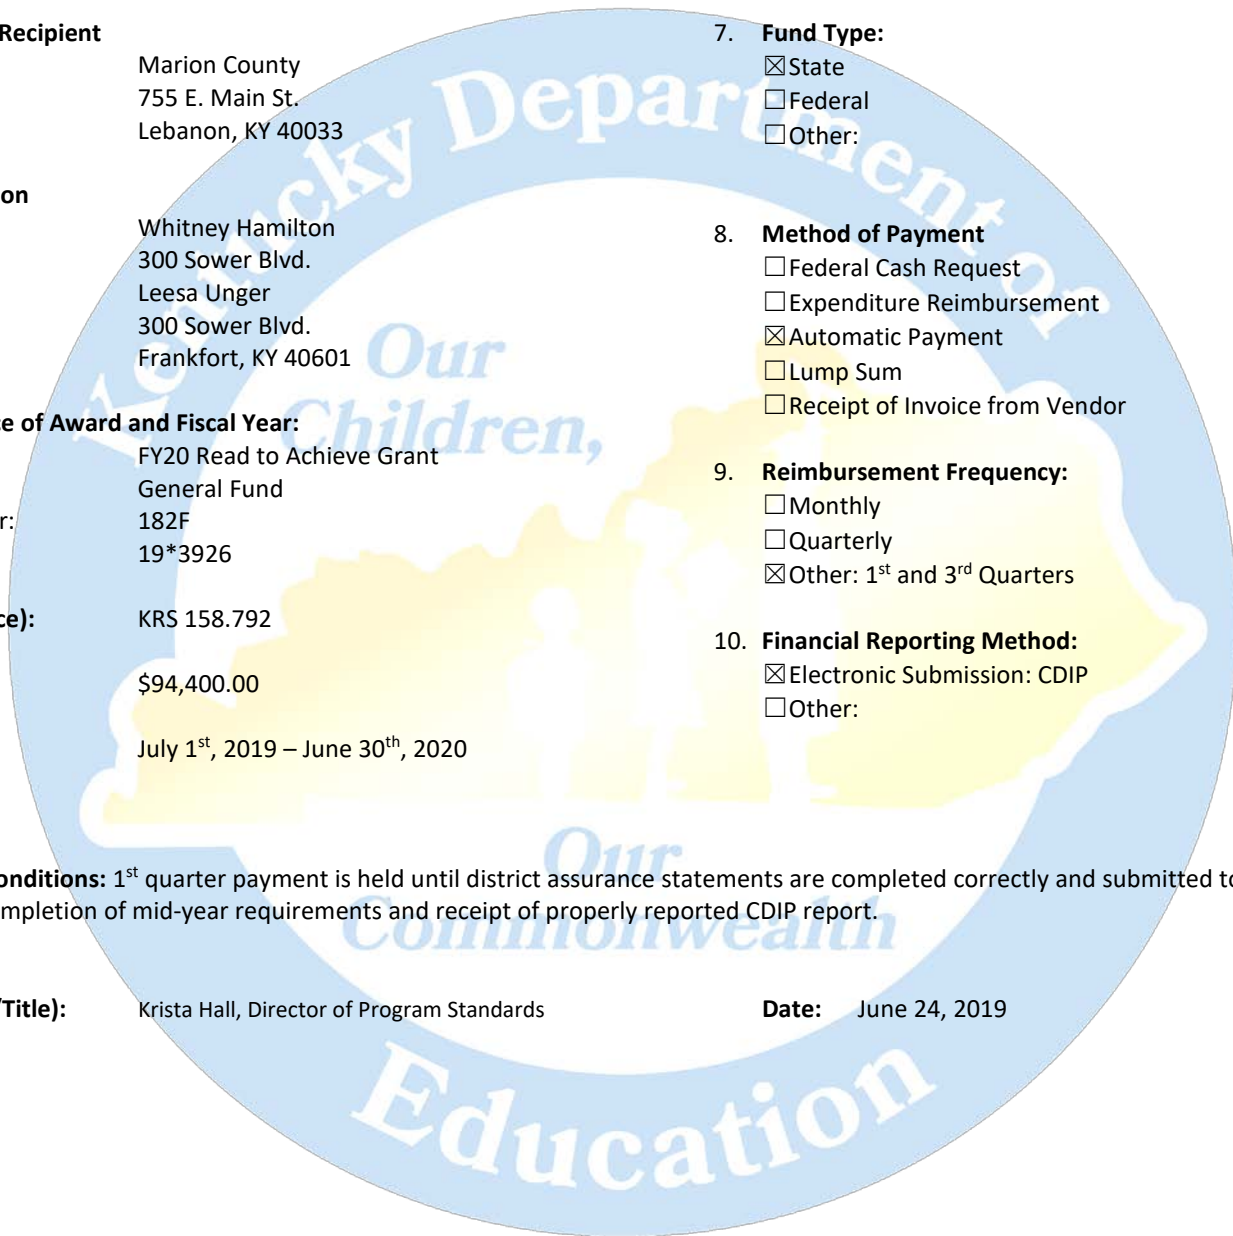 Recipient
Marion County
755 E. Main St.
Lebanon, KY 40033
on
Whitney Hamilton
300 Sower Blvd.
Leesa Unger
300 Sower Blvd.
Frankfort, KY 40601
e of Award and Fiscal Year:
FY20 Read to Achieve Grant
General Fund
r: 182F
19*3926
ce): KRS 158.792
$94,400.00
July 1st, 2019 – June 30th, 2020
7. Fund Type:
☒State
☐Federal
☐Other:
8. Method of Payment
☐Federal Cash Request
☐Expenditure Reimbursement
☒Automatic Payment
☐Lump Sum
☐Receipt of Invoice from Vendor
9. Reimbursement Frequency:
☐Monthly
☐Quarterly
☒Other: 1st and 3rd Quarters
10. Financial Reporting Method:
☒Electronic Submission: CDIP
☐Other:
onditions: 1st quarter payment is held until district assurance statements are completed correctly and submitted to
mpletion of mid-year requirements and receipt of properly reported CDIP report.
/Title): Krista Hall, Director of Program Standards Date: June 24, 2019
Kentucky Department of
Education
Our
Children,
Our
Commonwealth